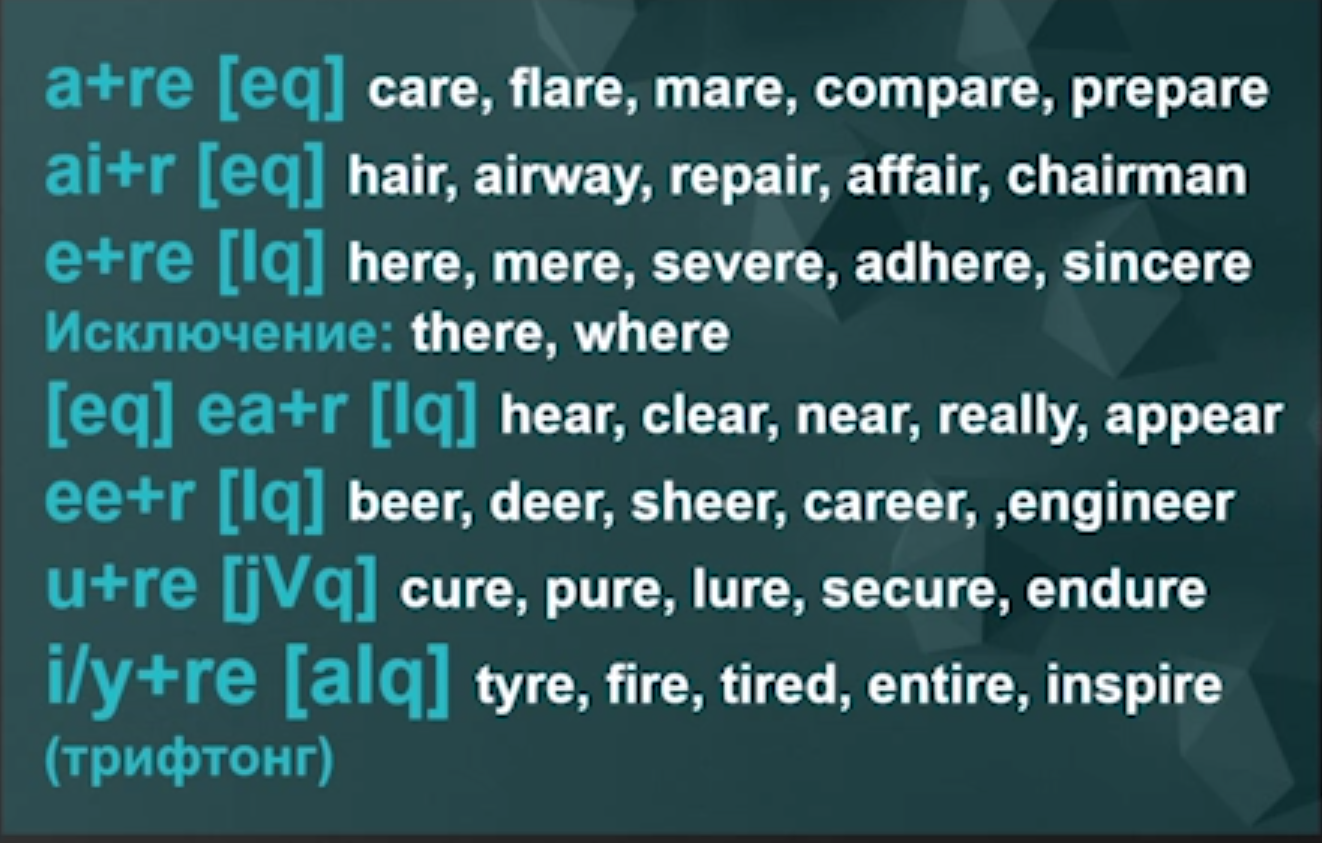 a+re [eq] care, flare, mare, compare, prepare
ai+r [eq] hair, airway, repair, affair, chairman
e+re [Iq] here, mere, severe, adhere, sincere
Исключение: there, where
[eq] ea+r [Iq] hear, clear, near, really, appear
ee+r [Iq] beer, deer, sheer, career, ,engineer
u+re [jVq] cure, pure, lure, secure, endure
i/y+re [aIq] tyre, fire, tired, entire, inspire
(трифтонг)